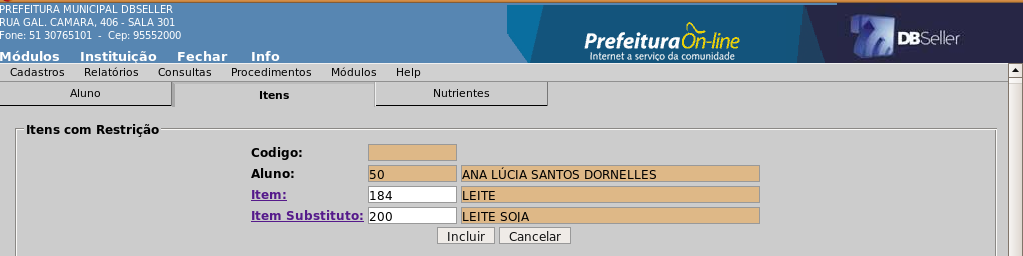 PREFEITURA MUNICIPAL DBSELLER
RUA GAL. CAMARA, 406 - SALA 301
Fone: 51 30765101 - Cep: 95552000
PrefeituraOn-line
Internet a serviço da comunidade
DBSeller
Módulos Instituição Fechar Info
Cadastros Relatórios Consultas Procedimentos Módulos Help
Aluno Itens Nutrientes
Itens com Restrição
Codigo:
Aluno: 50 ANA LÚCIA SANTOS DORNELLES
Item: 184 LEITE
Item Substituto: 200 LEITE SOJA
Incluir Cancelar